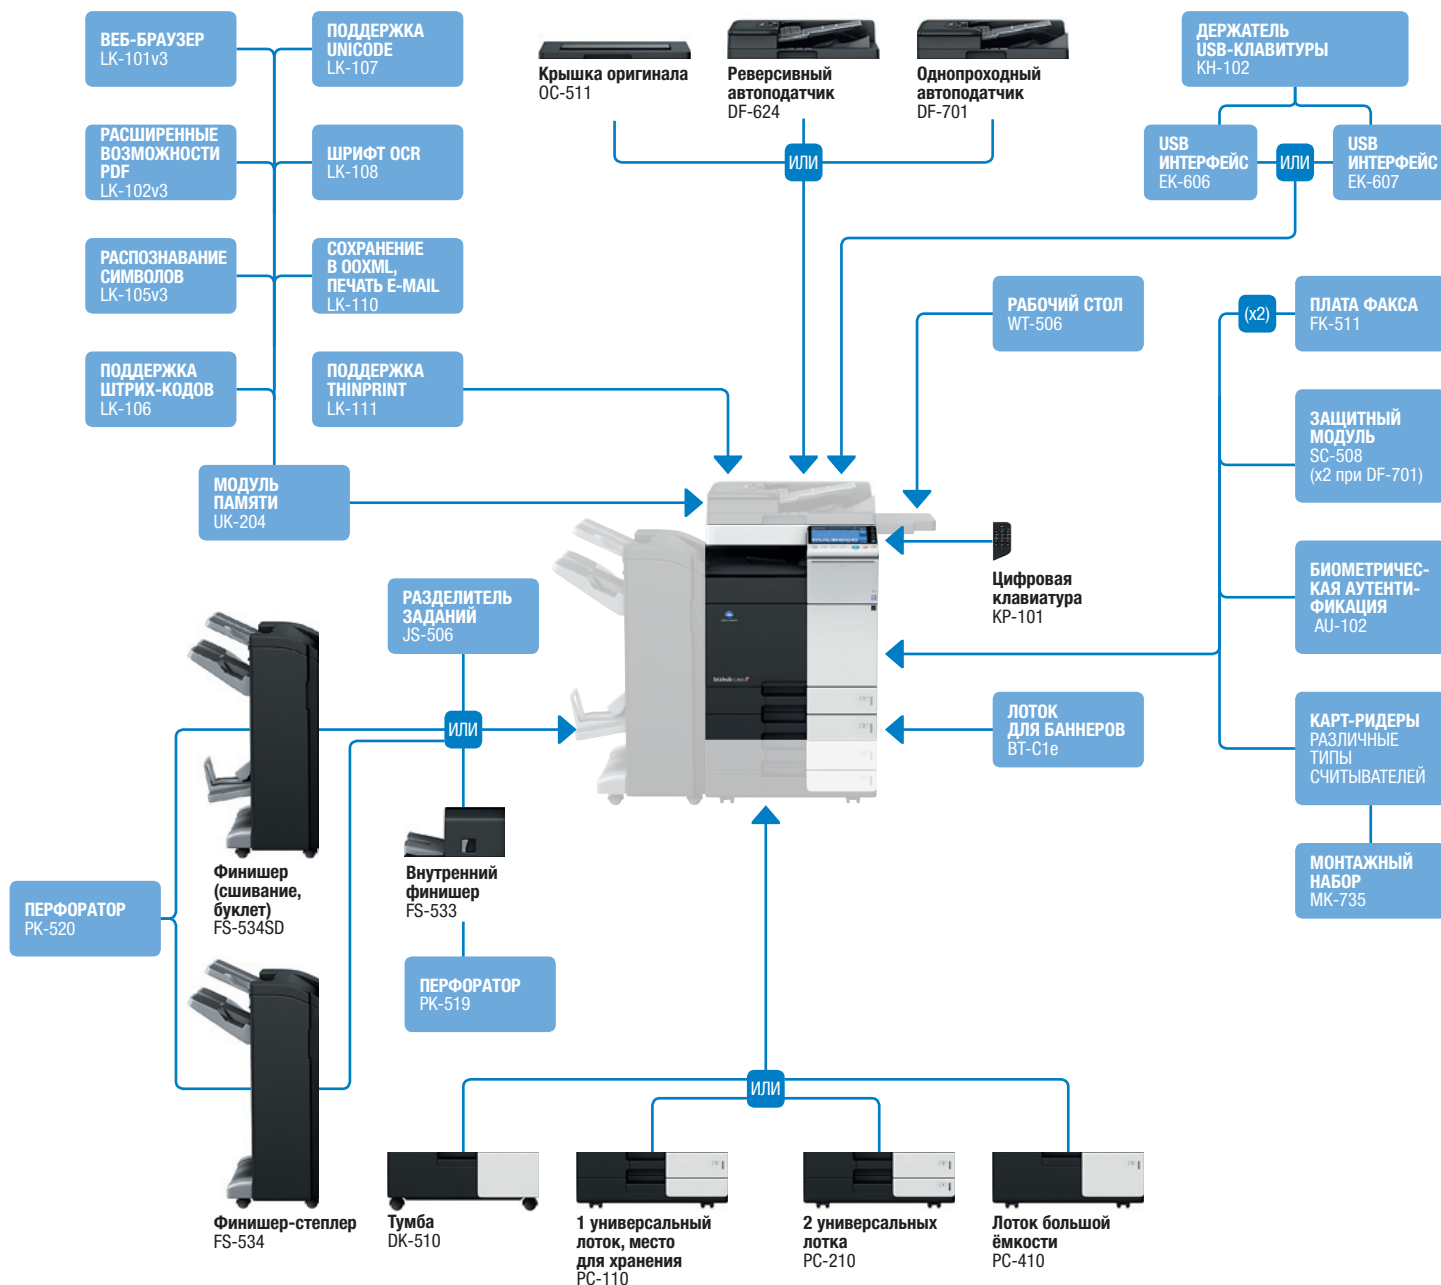 ВЕБ-БРАУЗЕР
LK-101v3
ПОДДЕРЖКА
UNICODE
LK-107
РАСШИРЕННЫЕ
ВОЗМОЖНОСТИ
PDF
LK-102v3
ШРИФТ OCR
LK-108
РАСПОЗНАВАНИЕ
СИМВОЛОВ
LK-105v3
СОХРАНЕНИЕ
В OOXML,
ПЕЧАТЬ E-MAIL
LK-110
ПОДДЕРЖКА
ШТРИХ-КОДОВ
LK-106
ПОДДЕРЖКА
THINPRINT
LK-111
МОДУЛЬ
ПАМЯТИ
UK-204
Крышка оригинала
OC-511
Реверсивный
автоподатчик
DF-624
Однопроходный
автоподатчик
DF-701
ИЛИ
ДЕРЖАТЕЛЬ
USB-КЛАВИТУРЫ
KH-102
USB
ИНТЕРФЕЙС
EK-606
ИЛИ
USB
ИНТЕРФЕЙС
EK-607
РАБОЧИЙ СТОЛ
WT-506
(x2)
ПЛАТА ФАКСА
FK-511
ЗАЩИТНЫЙ
МОДУЛЬ
SC-508
(x2 при DF-701)
Цифровая
клавиатура
KP-101
БИОМЕТРИЧЕС-
КАЯ АУТЕНТИ-
ФИКАЦИЯ
AU-102
ЛОТОК
ДЛЯ БАННЕРОВ
BT-C1e
КАРТ-РИДЕРЫ
РАЗЛИЧНЫЕ
ТИПЫ
СЧИТЫВАТЕЛЕЙ
МОНТАЖНЫЙ
НАБОР
MK-735
РАЗДЕЛИТЕЛЬ
ЗАДАНИЙ
JS-506
ИЛИ
bizhub
Финишер
(сшивание,
буклет)
FS-534SD
Внутренний
финишер
FS-533
ПЕРФОРАТОР
PK-520
ПЕРФОРАТОР
PK-519
Финишер-степлер
FS-534
ИЛИ
Тумба
DK-510
1 универсальный
лоток, место
для хранения
PC-110
2 универсальных
лотка
PC-210
Лоток большой
ёмкости
PC-410